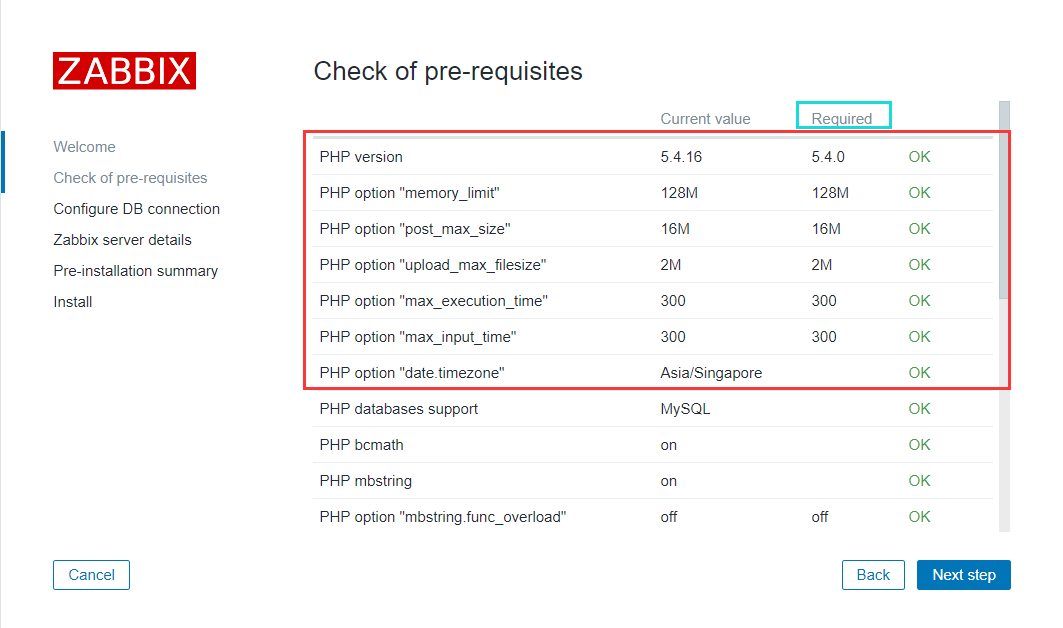 ZABBIX
Check of pre-requisites
Welcome
Check of pre-requisites
Configure DB connection
Zabbix server details
Pre-installation summary
Install
Current value Required
PHP version 5.4.16 5.4.0 OK
PHP option "memory_limit" 128M 128M OK
PHP option "post_max_size" 16M 16M OK
PHP option "upload_max_filesize" 2M 2M OK
PHP option "max_execution_time" 300 300 OK
PHP option "max_input_time" 300 300 OK
PHP option "date.timezone" Asia/Singapore OK
PHP databases support MySQL OK
PHP bcmath on OK
PHP mbstring on OK
PHP option "mbstring.func_overload" off off OK
Cancel Back Next step